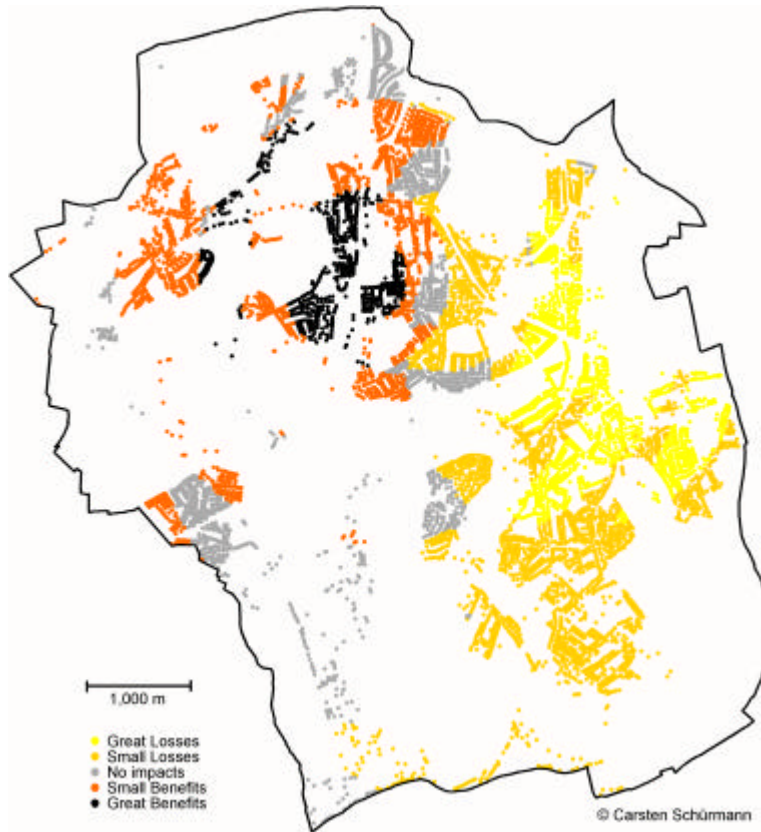 1,000 m
Great Losses
Small Losses
No impacts
Small Benefits
Great Benefits
© Carsten Schürmann